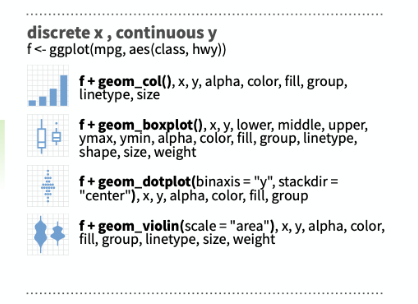 discrete x , continuous y
f <- ggplot(mpg, aes(class, hwy))
f + geom_col(), x, y, alpha, color, fill, group,
linetype, size
f + geom_boxplot(), x, y, lower, middle, upper,
ymax, ymin, alpha, color, fill, group, linetype,
shape, size, weight
f + geom_dotplot(binaxis = "y", stackdir =
"center"), x, y, alpha, color, fill, group
f + geom_violin(scale = "area"), x, y, alpha, color,
fill, group, linetype, size, weight